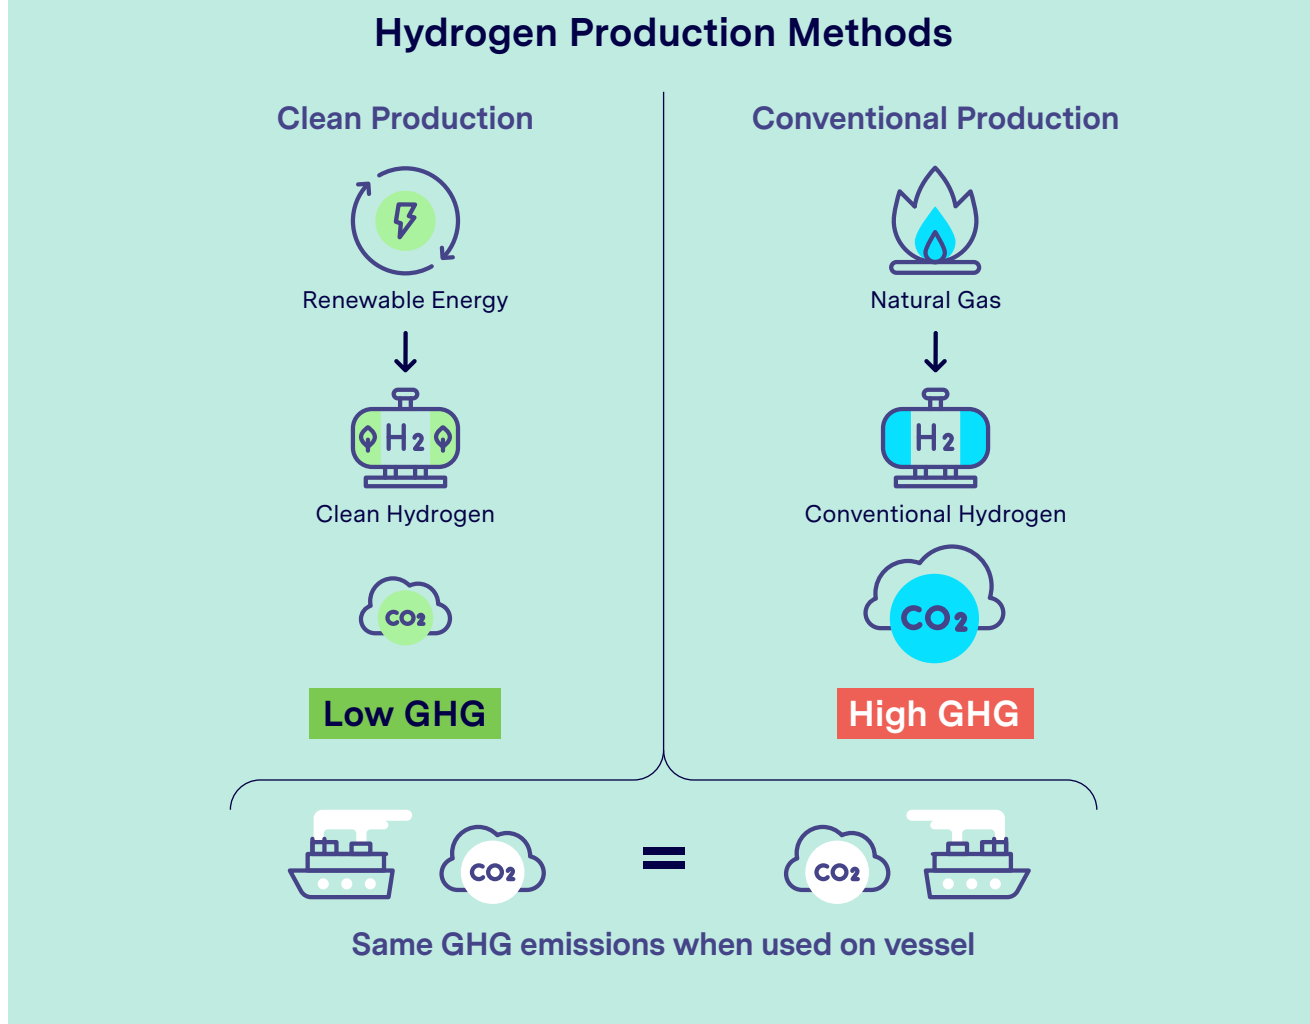 Hydrogen Production Methods
Clean Production
Renewable Energy
H2
Clean Hydrogen
CO2
Low GHG
Conventional Production
Natural Gas
H2
Conventional Hydrogen
CO2
High GHG
CO2
=
CO2
Same GHG emissions when used on vessel